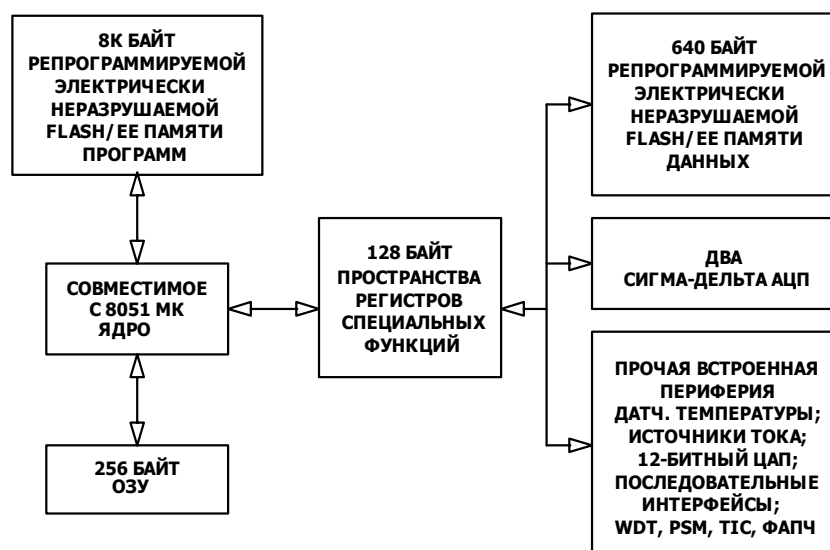 8К БАЙТ
РЕПРОГРАММИРУЕМОЙ
ЭЛЕКТРИЧЕСКИ
НЕРАЗРУШАЕМОЙ
FLASH/EE ПАМЯТИ
ПРОГРАММ
СОВМЕСТИМОЕ
С 8051 МК
ЯДРО
256 БАЙТ
ОЗУ
128 БАЙТ
ПРОСТРАНСТВА
РЕГИСТРОВ
СПЕЦИАЛЬНЫХ
ФУНКЦИЙ
640 БАЙТ
РЕПРОГРАММИРУЕМОЙ
ЭЛЕКТРИЧЕСКИ
НЕРАЗРУШАЕМОЙ
FLASH/EE ПАМЯТИ
ДАННЫХ
ДВА
СИГМА-ДЕЛЬТА АЦП
ПРОЧАЯ ВСТРОЕННАЯ
ПЕРИФЕРИЯ
ДАТЧ. ТЕМПЕРАТУРЫ;
ИСТОЧНИКИ ТОКА;
12-БИТНЫЙ ЦАП;
ПОСЛЕДОВАТЕЛЬНЫЕ
ИНТЕРФЕЙСЫ;
WDT, PSM, TIC, ФАПЧ